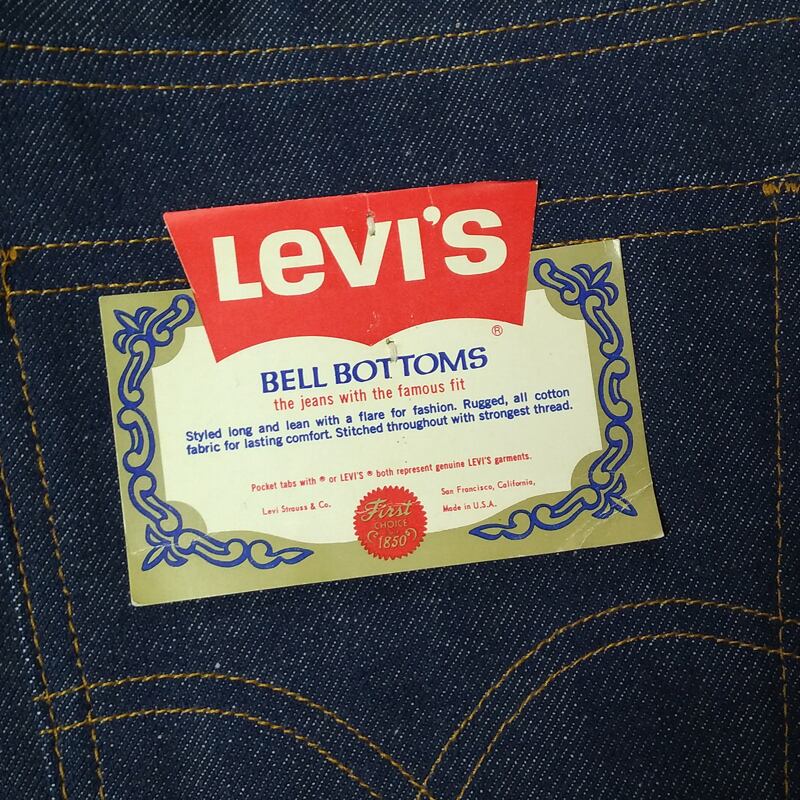 LEVI'S
®
BELL BOTTOMS
the jeans with the famous fit
Styled long and lean with a flare for fashion. Rugged, all cotton
fabric for lasting comfort. Stitched throughout with strongest thread.
Pocket tabs with ® or LEVI'S ® both represent genuine LEVI'S garments.
Levi Strauss & Co.
First
CHOICE
1850
San Francisco, California,
Made in U.S.A.